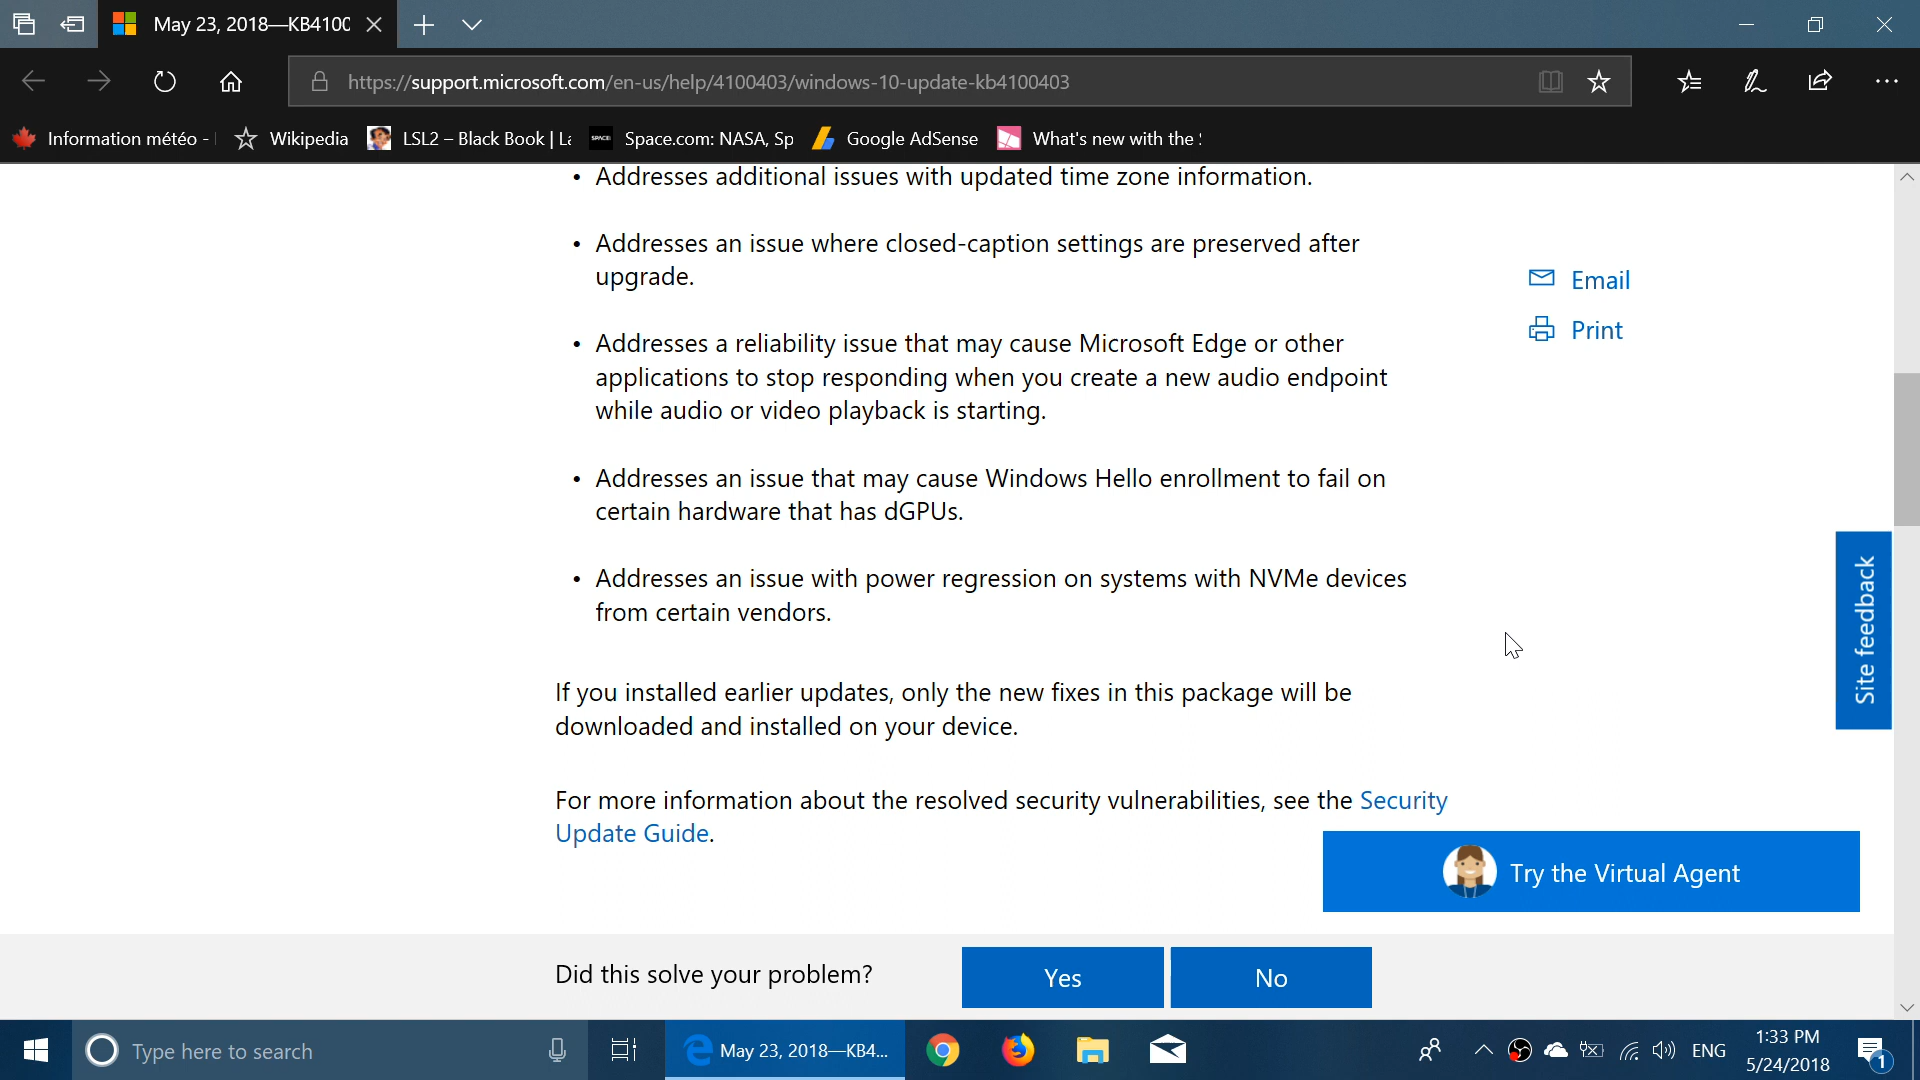 May 23, 2018—KB4100
https://support.microsoft.com/en-us/help/4100403/windows-10-update-kb4100403
Information météo - Wikipedia LSL2 – Black Book | La Space.com: NASA, Sp Google AdSense What's new with the
• Addresses additional issues with updated time zone information.
• Addresses an issue where closed-caption settings are preserved after
upgrade.
Email
• Addresses a reliability issue that may cause Microsoft Edge or other
Print
applications to stop responding when you create a new audio endpoint
while audio or video playback is starting.
• Addresses an issue that may cause Windows Hello enrollment to fail on
certain hardware that has dGPUs.
• Addresses an issue with power regression on systems with NVMe devices
from certain vendors.
Site feedback
If you installed earlier updates, only the new fixes in this package will be
downloaded and installed on your device.
For more information about the resolved security vulnerabilities, see the Security
Update Guide.
Try the Virtual Agent
Did this solve your problem? Yes No
Type here to search May 23, 2018—KB4... ENG 1:33 PM
5/24/2018 1